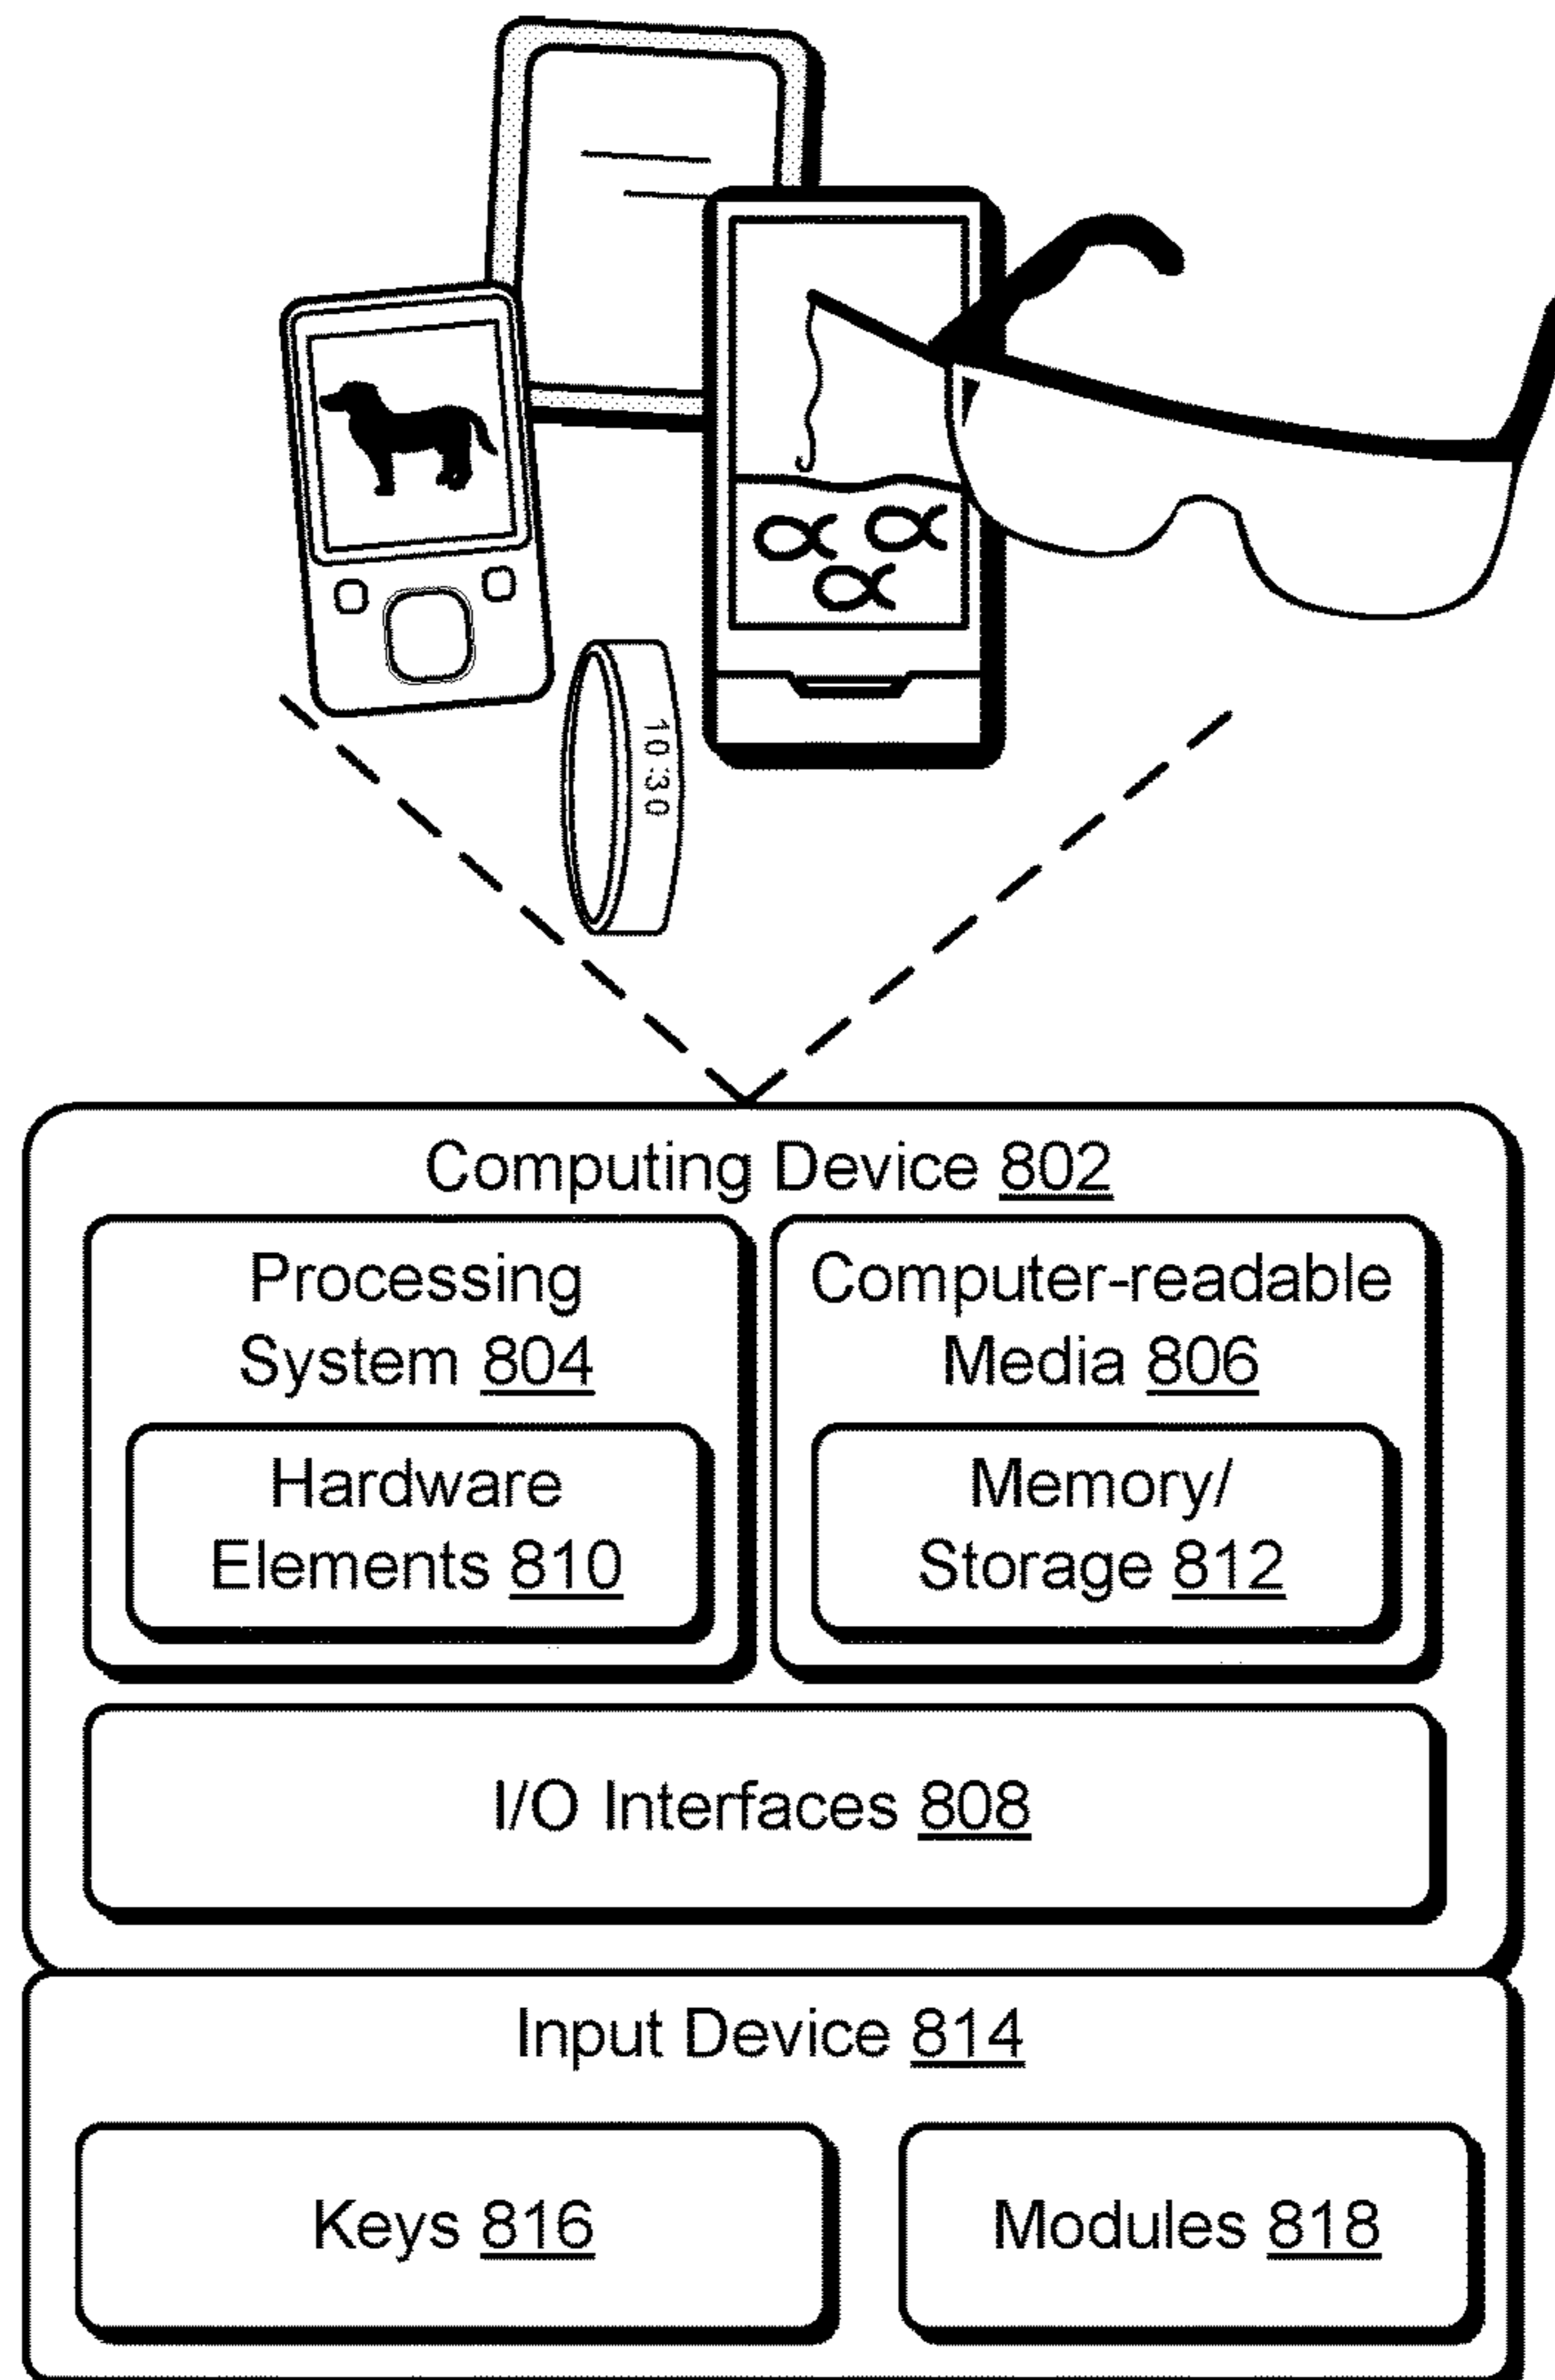 10:30
Computing Device 802
Processing
System 804
Hardware
Elements 810
Computer-readable
Media 806
Memory/
Storage 812
I/O Interfaces 808
Input Device 814
Keys 816
Modules 818